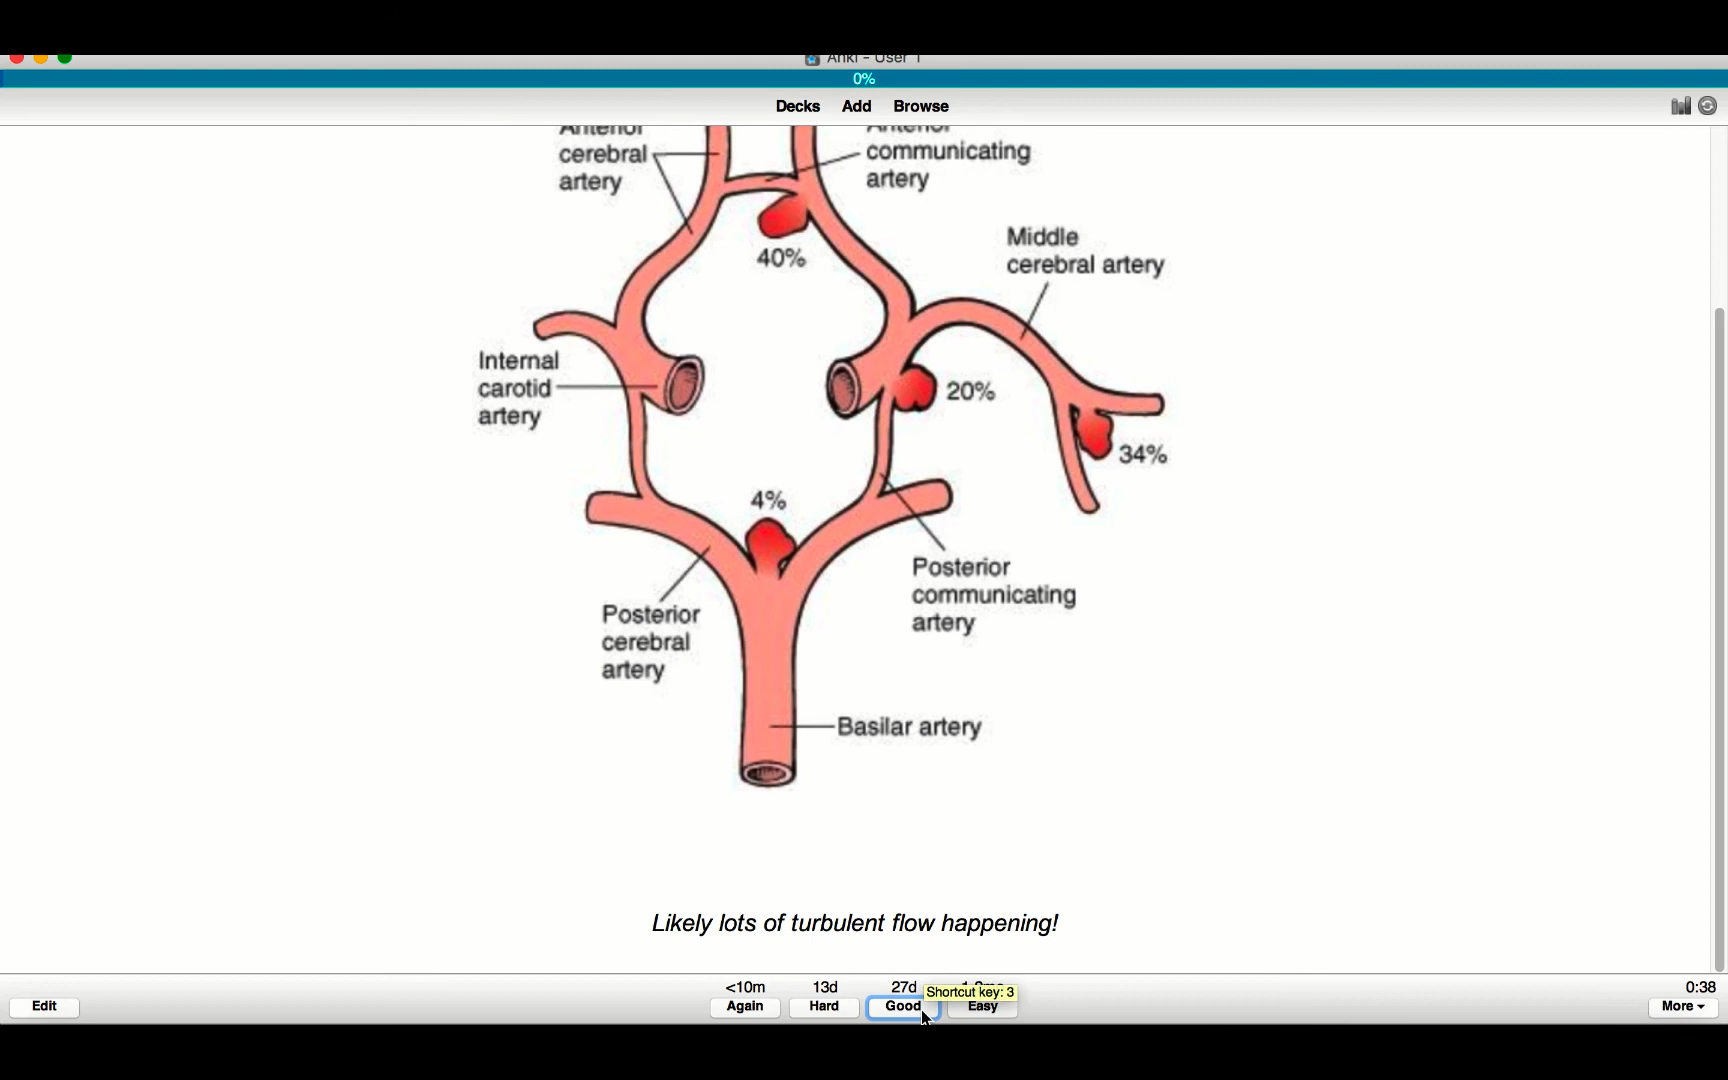 Anki - User 1
0%
Decks Add Browse
Anterior
cerebral
artery
Anterior
communicating
artery
40%
Middle
cerebral artery
Internal
carotid
artery
20%
34%
4%
Posterior
communicating
artery
Posterior
cerebral
artery
Basilar artery
Likely lots of turbulent flow happening!
<10m 13d 27d
Shortcut key: 3
0:38
Edit Again Hard Good Easy More